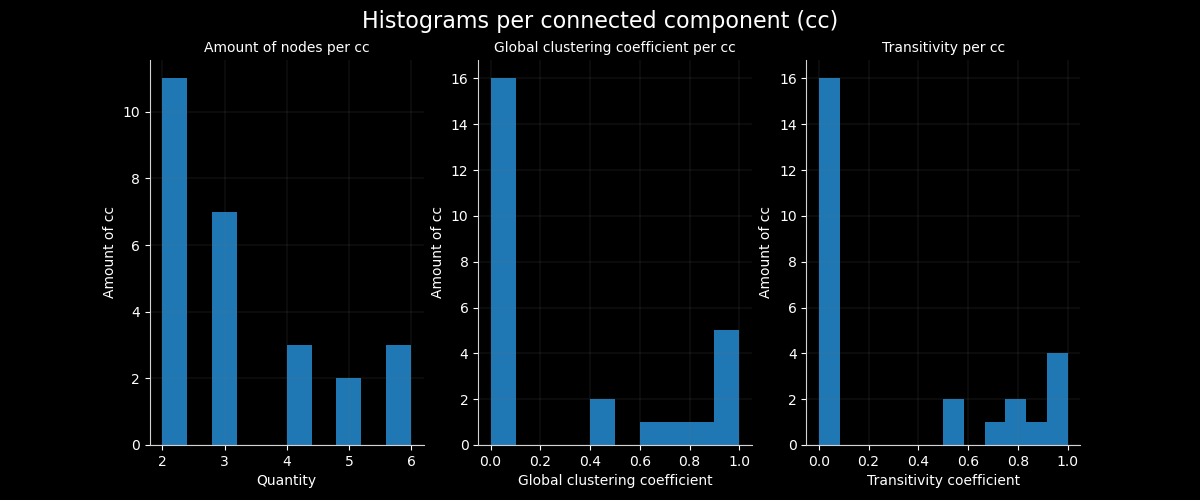 Histograms per connected component (cc)
Amount of nodes per cc
Amount of cc
0
2
4
6
8
10
2 3 4 5 6
Quantity
Global clustering coefficient per cc
Amount of cc
0
2
4
6
8
10
12
14
16
0.0 0.2 0.4 0.6 0.8 1.0
Global clustering coefficient
Transitivity per cc
Amount of cc
0
2
4
6
8
10
12
14
16
0.0 0.2 0.4 0.6 0.8 1.0
Transitivity coefficient